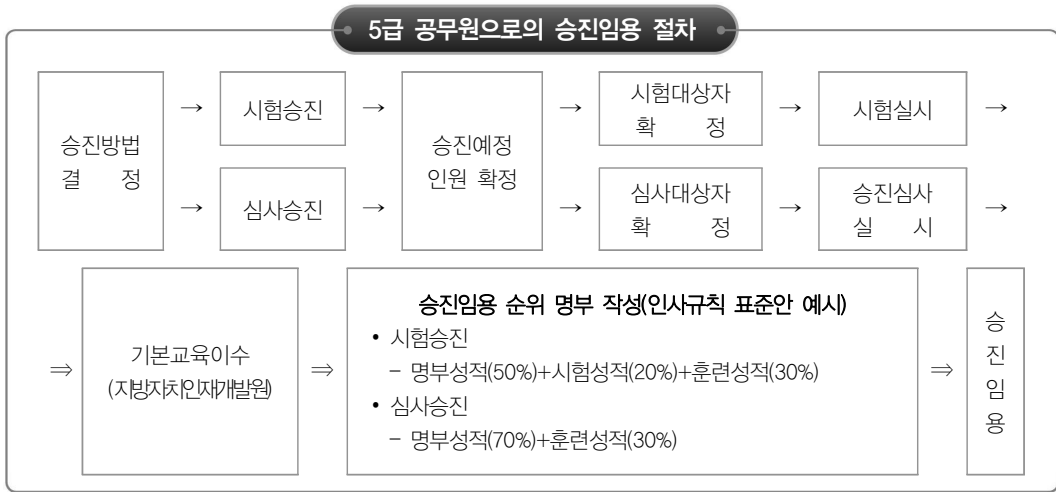 5급 공무원으로의 승진임용 절차
승진방법
결 정
→ 시험승진 →
→ 심사승진 →
승진예정
인원 확정
→ 시험대상자
확 정
→ 시험실시 →
→ 심사대상자
확 정
→ 승진심사
실 시
→
⇒ 기본교육이수
(지방자치인재개발원)
⇒
승진임용 순위 명부 작성(인사규칙 표준안 예시)
• 시험승진
- 명부성적(50%)+시험성적(20%)+훈련성적(30%)
• 심사승진
- 명부성적(70%)+훈련성적(30%)
⇒
승
진
임
용